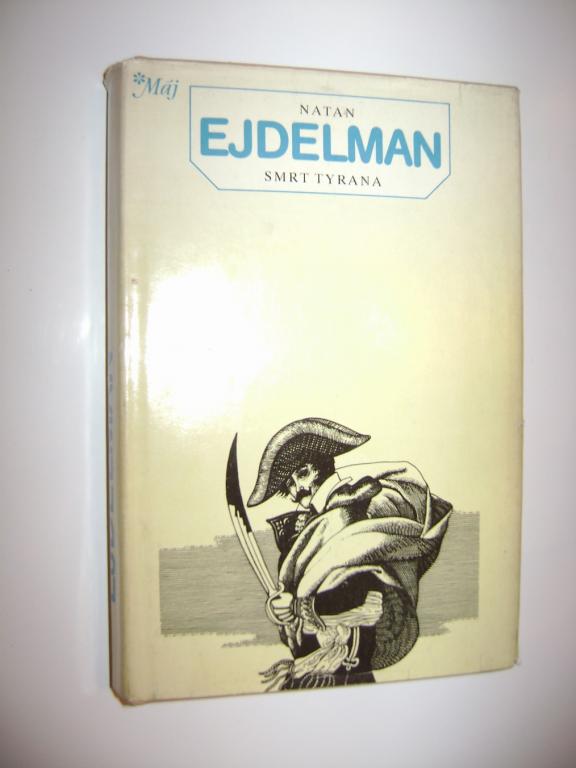 *Máj
NATAN
EJDELMAN
SMRT TYRANA